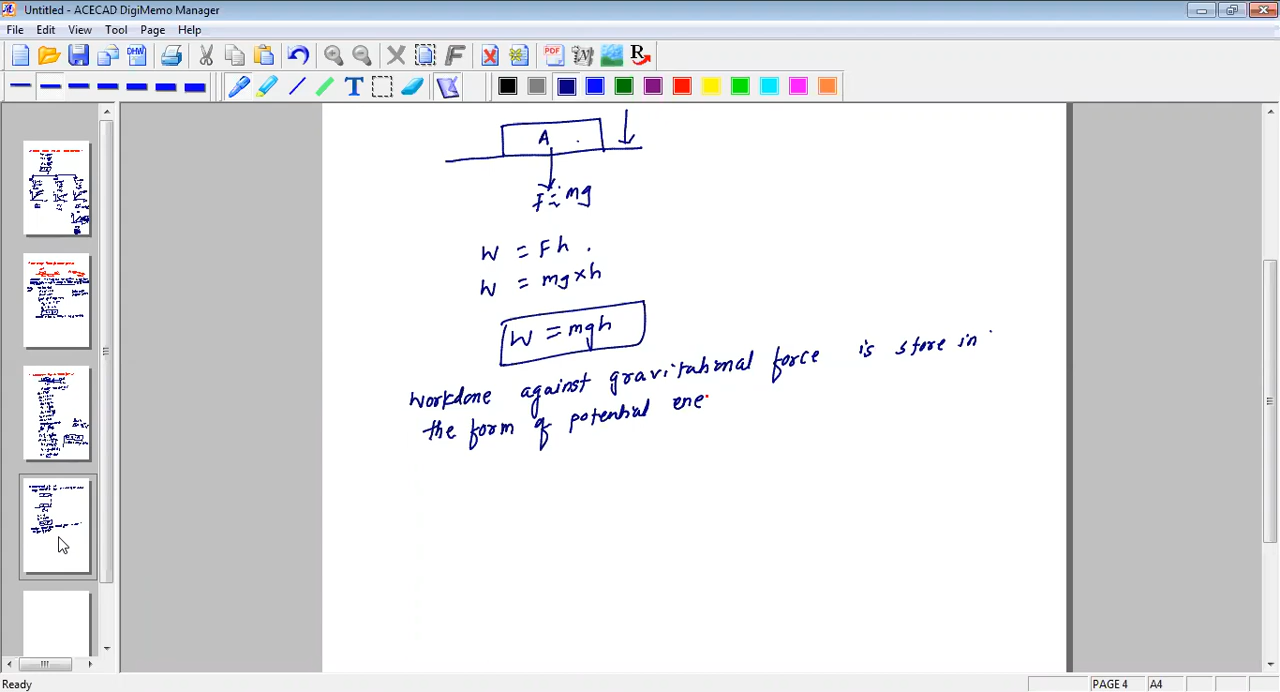 Untitled - ACECAD DigiMemo Manager
File Edit View Tool Page Help
A
F = mg
W = Fh .
W = mg×h
W = mgh
workdone against gravitational force is store in
the form of potential ene
Ready
PAGE 4 A4